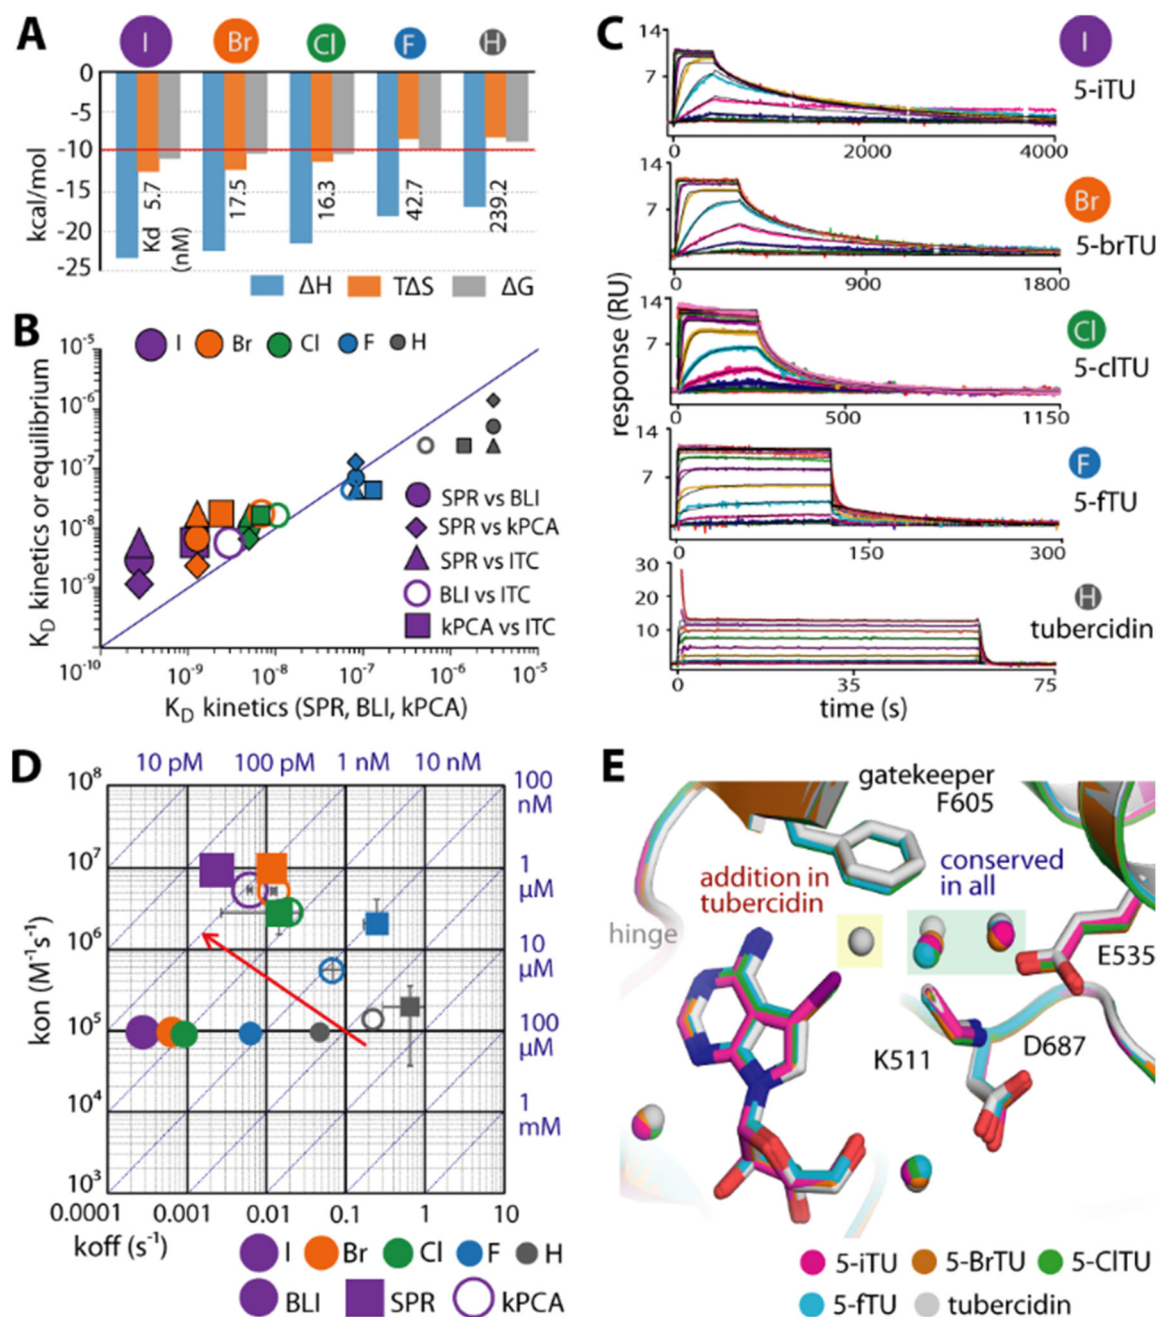 A
I
Br
Cl
F
H
0
-5
-10
-15
-20
-25
kcal/mol
Kd 5.7
(nM)
17.5
16.3
42.7
239.2
ΔH
TΔS
ΔG
B
I
Br
Cl
F
H
10-5
10-6
10-7
10-8
10-9
10-10
10-9
10-8
10-7
10-6
10-5
KD kinetics or equilibrium
KD kinetics (SPR, BLI, kPCA)
SPR vs BLI
SPR vs kPCA
SPR vs ITC
BLI vs ITC
kPCA vs ITC
C
response (RU)
14
7
0
2000
4000
I
5-iTU
14
7
0
900
1800
Br
5-brTU
14
7
0
500
1150
Cl
5-clTU
14
7
0
150
300
F
5-fTU
30
20
10
0
35
75
H
tubercidin
time (s)
D
10 pM
100 pM
1 nM
10 nM
100
nM
1
µM
10
µM
100
µM
1
mM
108
107
106
105
104
103
kon (M-1s-1)
0.0001
0.001
0.01
0.1
1
10
koff (s-1)
I
Br
Cl
F
H
BLI
SPR
kPCA
E
gatekeeper
F605
addition in
tubercidin
conserved
in all
hinge
E535
K511
D687
5-iTU
5-BrTU
5-ClTU
5-fTU
tubercidin